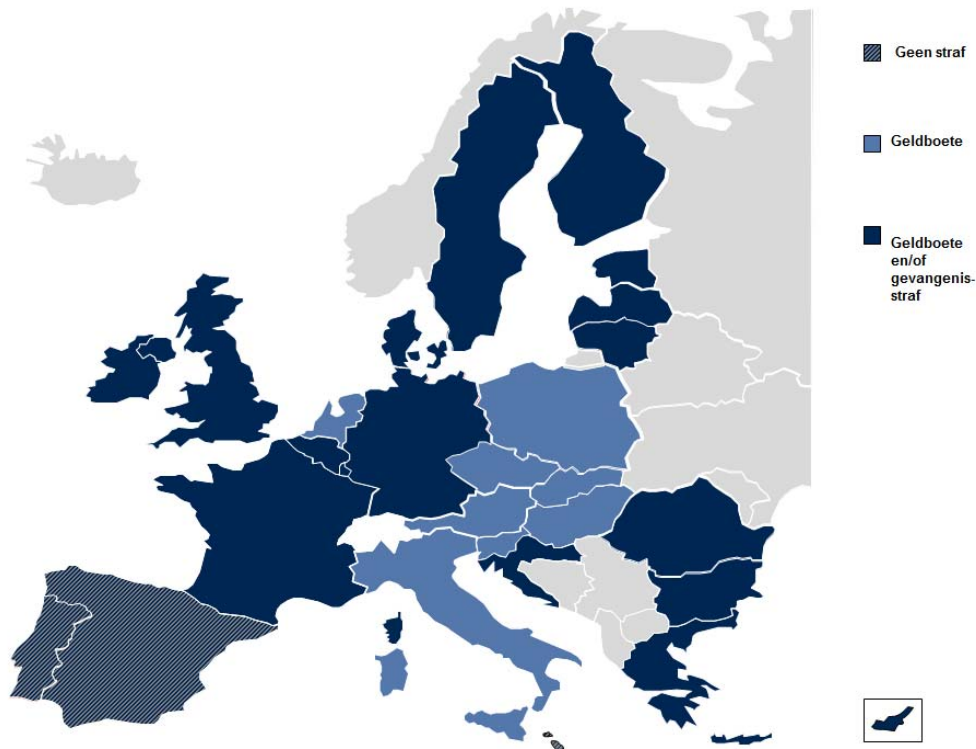 Geen straf
Geldboete
Geldboete
en/of
gevangenis-
straf